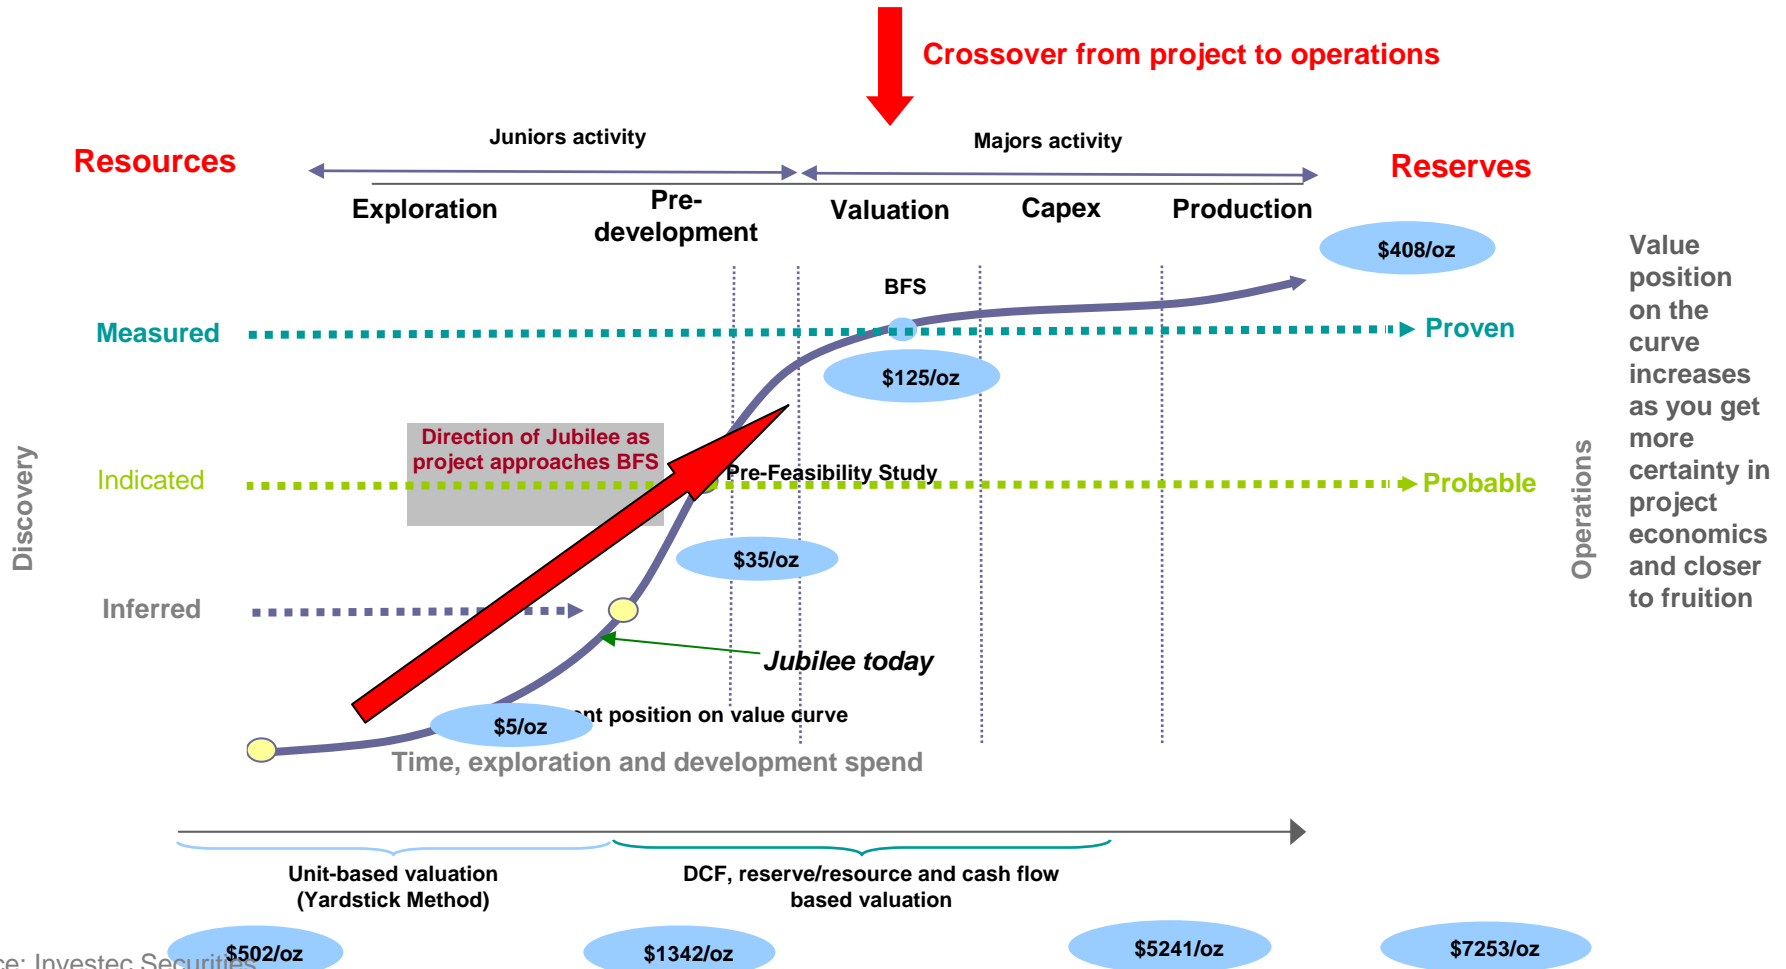 Crossover from project to operations
Juniors activity
Majors activity
Resources
Reserves
Exploration
Pre-
development
Valuation
Capex
Production
$408/oz
Value
position
on the
curve
increases
as you get
more
certainty in
project
economics
and closer
to fruition
BFS
Measured
Proven
$125/oz
Direction of Jubilee as
project approaches BFS
Pre-Feasibility Study
Indicated
Probable
Discovery
Operations
$35/oz
Inferred
Jubilee today
$5/oz
position on value curve
Time, exploration and development spend
Unit-based valuation
(Yardstick Method)
DCF, reserve/resource and cash flow
based valuation
$502/oz
$1342/oz
$5241/oz
$7253/oz
Investec Securities